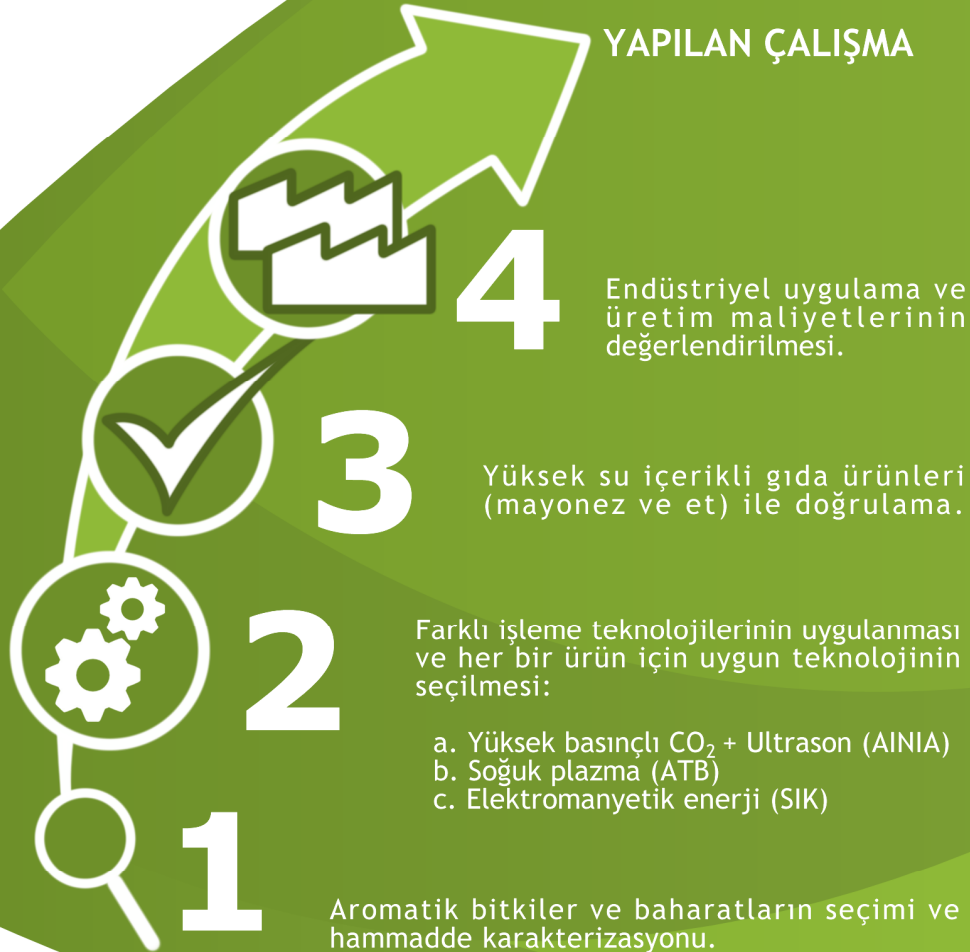 YAPILAN ÇALIŞMA
4
Endüstriyel uygulama ve
üretim maliyetlerinin
değerlendirilmesi.
3
Yüksek su içerikli gıda ürünleri
(mayonez ve et) ile doğrulama.
2
Farklı işleme teknolojilerinin uygulanması
ve her bir ürün için uygun teknolojinin
seçilmesi:
a. Yüksek basınçlı CO₂ + Ultrason (AINIA)
b. Soğuk plazma (ATB)
c. Elektromanyetik enerji (SIK)
1
Aromatik bitkiler ve baharatların seçimi ve
hammadde karakterizasyonu.